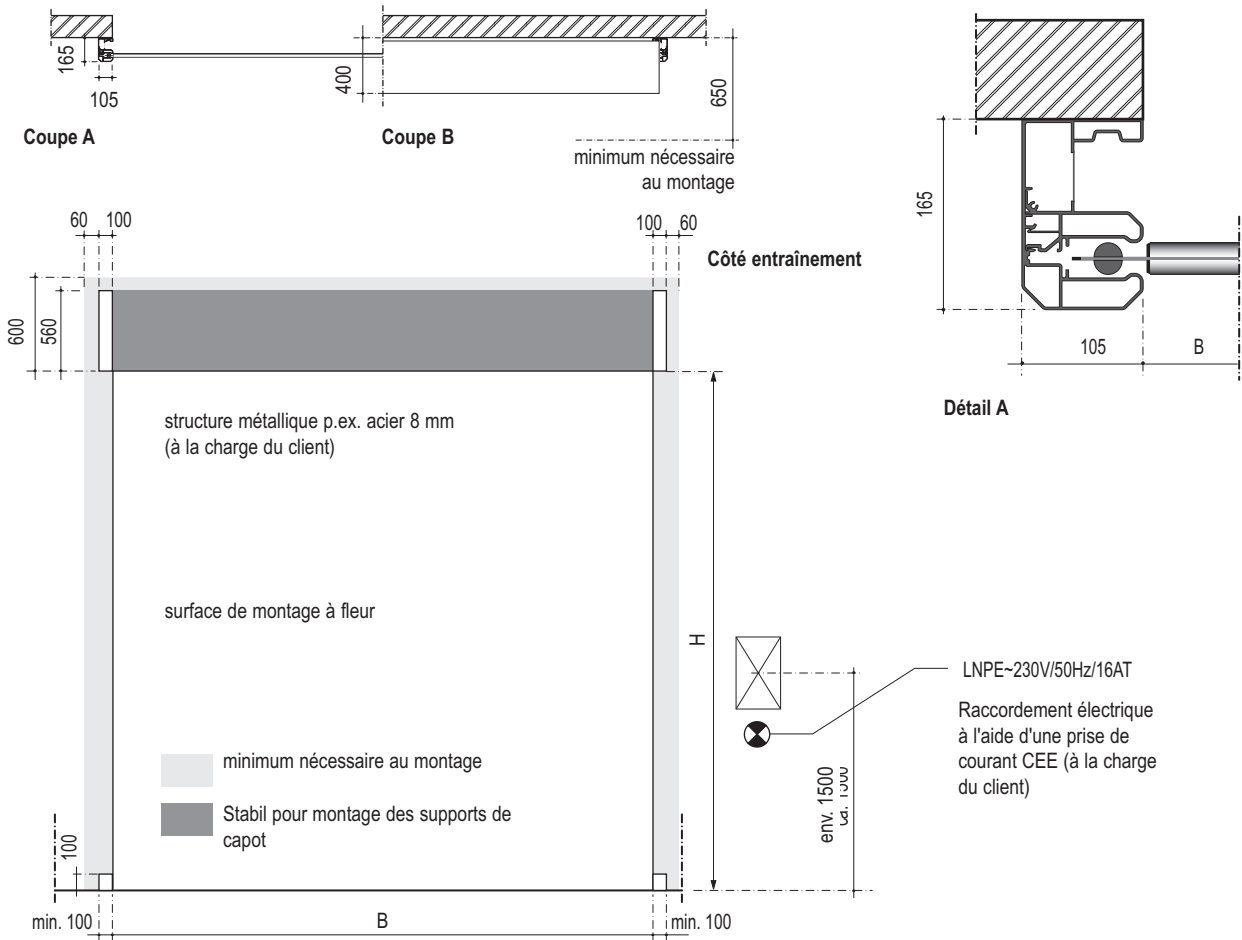 165
105
400
650
Coupe A
Coupe B
minimum nécessaire
au montage
165
105
B
Détail A
60
100
100
60
Côté entraînement
600
560
structure métallique p.ex. acier 8 mm
(à la charge du client)
surface de montage à fleur
H
LNPE~230V/50Hz/16AT
Raccordement électrique
à l'aide d'une prise de
courant CEE (à la charge
du client)
minimum nécessaire au montage
Stabil pour montage des supports de
capot
env. 1500
ca. 1500
100
min. 100
B
min. 100